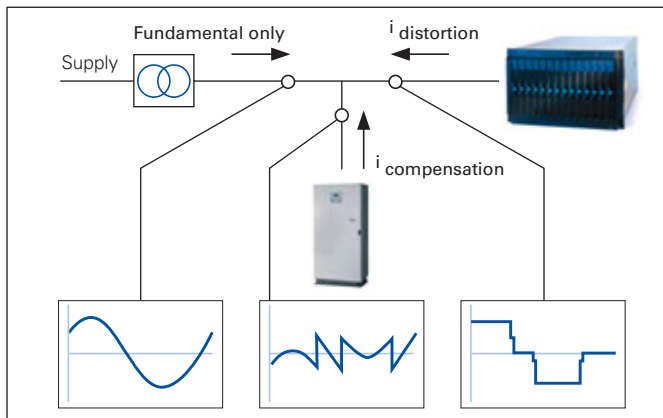 Fundamental only
i distortion
Supply
i compensation